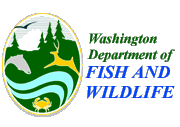 Washington
Department of
FISH AND
WILDLIFE